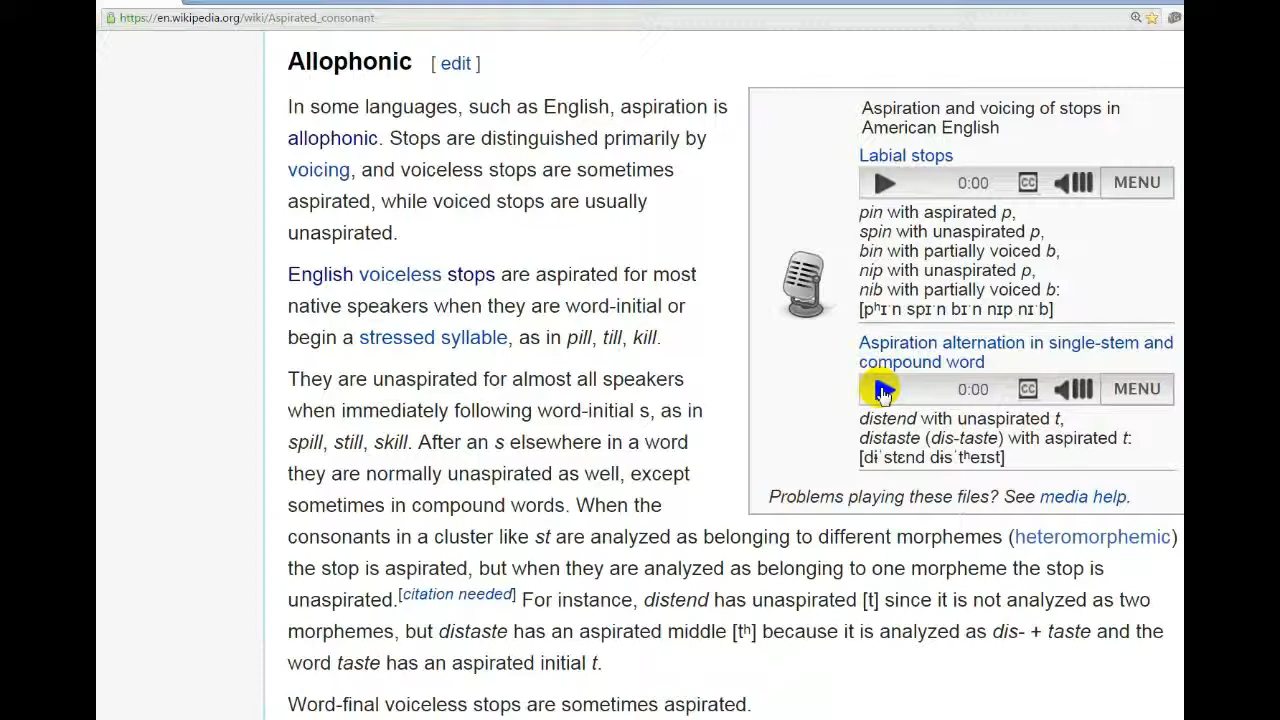 https://en.wikipedia.org/wiki/Aspirated_consonant
Allophonic [ edit ]
In some languages, such as English, aspiration is
allophonic. Stops are distinguished primarily by
voicing, and voiceless stops are sometimes
aspirated, while voiced stops are usually
unaspirated.
English voiceless stops are aspirated for most
native speakers when they are word-initial or
begin a stressed syllable, as in pill, till, kill.
They are unaspirated for almost all speakers
when immediately following word-initial s, as in
spill, still, skill. After an s elsewhere in a word
they are normally unaspirated as well, except
sometimes in compound words. When the
consonants in a cluster like st are analyzed as belonging to different morphemes (heteromorphemic)
the stop is aspirated, but when they are analyzed as belonging to one morpheme the stop is
unaspirated.[citation needed] For instance, distend has unaspirated [t] since it is not analyzed as two
morphemes, but distaste has an aspirated middle [tʰ] because it is analyzed as dis- + taste and the
word taste has an aspirated initial t.
Word-final voiceless stops are sometimes aspirated.
Aspiration and voicing of stops in
American English
Labial stops
0:00 CC MENU
pin with aspirated p,
spin with unaspirated p,
bin with partially voiced b,
nip with unaspirated p,
nib with partially voiced b:
[pʰɪˑn spɪˑn bɪˑn nɪp nɪˑb]
Aspiration alternation in single-stem and
compound word
0:00 CC MENU
distend with unaspirated t,
distaste (dis-taste) with aspirated t:
[dɨˈstɛnd dɨsˈtʰeɪst]
Problems playing these files? See media help.